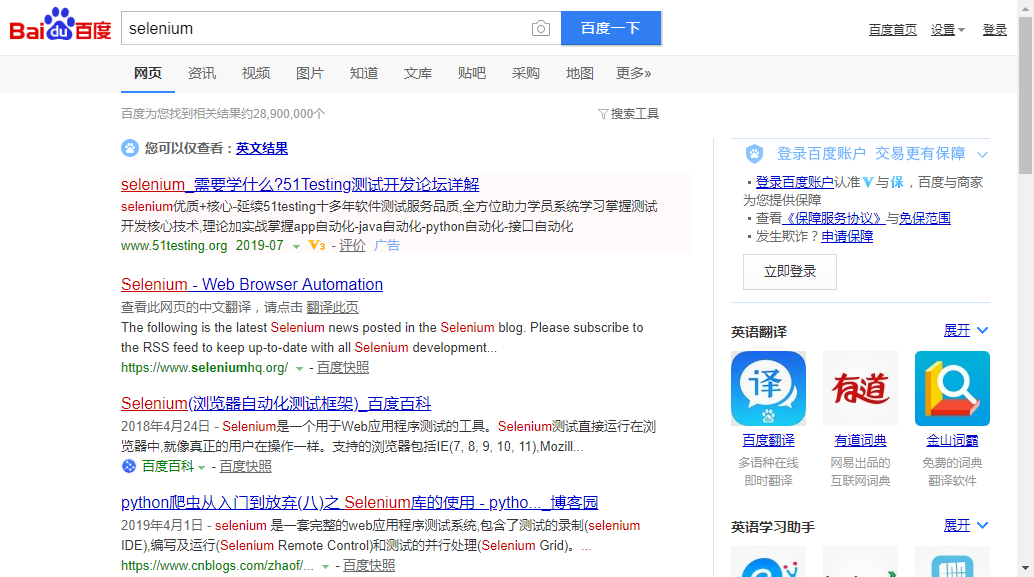 Bai du 百度
selenium
百度一下
百度首页 设置 登录
网页 资讯 视频 图片 知道 文库 贴吧 采购 地图 更多»
百度为您找到相关结果约28,900,000个
搜索工具
您可以仅查看：英文结果
selenium_需要学什么?51Testing测试开发论坛详解
selenium优质+核心-延续51testing十多年软件测试服务品质,全方位助力学员系统学习掌握测试
开发核心技术,理论加实战掌握app自动化-java自动化-python自动化-接口自动化
www.51testing.org 2019-07 V3 - 评价 广告
Selenium - Web Browser Automation
查看此网页的中文翻译，请点击 翻译此页
The following is the latest Selenium news posted in the Selenium blog. Please subscribe to
the RSS feed to keep up-to-date with all Selenium development...
https://www.seleniumhq.org/ - 百度快照
Selenium(浏览器自动化测试框架)_百度百科
2018年4月24日 - Selenium是一个用于Web应用程序测试的工具。Selenium测试直接运行在浏
览器中,就像真正的用户在操作一样。支持的浏览器包括IE(7, 8, 9, 10, 11),Mozill...
百度百科 - 百度快照
python爬虫从入门到放弃(八)之 Selenium库的使用 - pytho..._博客园
2019年4月1日 - selenium 是一套完整的web应用程序测试系统,包含了测试的录制(selenium
IDE),编写及运行(Selenium Remote Control)和测试的并行处理(Selenium Grid)。...
https://www.cnblogs.com/zhaof/... - 百度快照
登录百度账户 交易更有保障
·登录百度账户认准V与保，百度与商家
为您提供保障
·查看《保障服务协议》与免保范围
·发生欺诈？申请保障
立即登录
英语翻译 展开
译
有道
百度翻译 有道词典 金山词霸
多语种在线 网易出品的 免费的词典
即时翻译 互联网词典 翻译软件
英语学习助手 展开